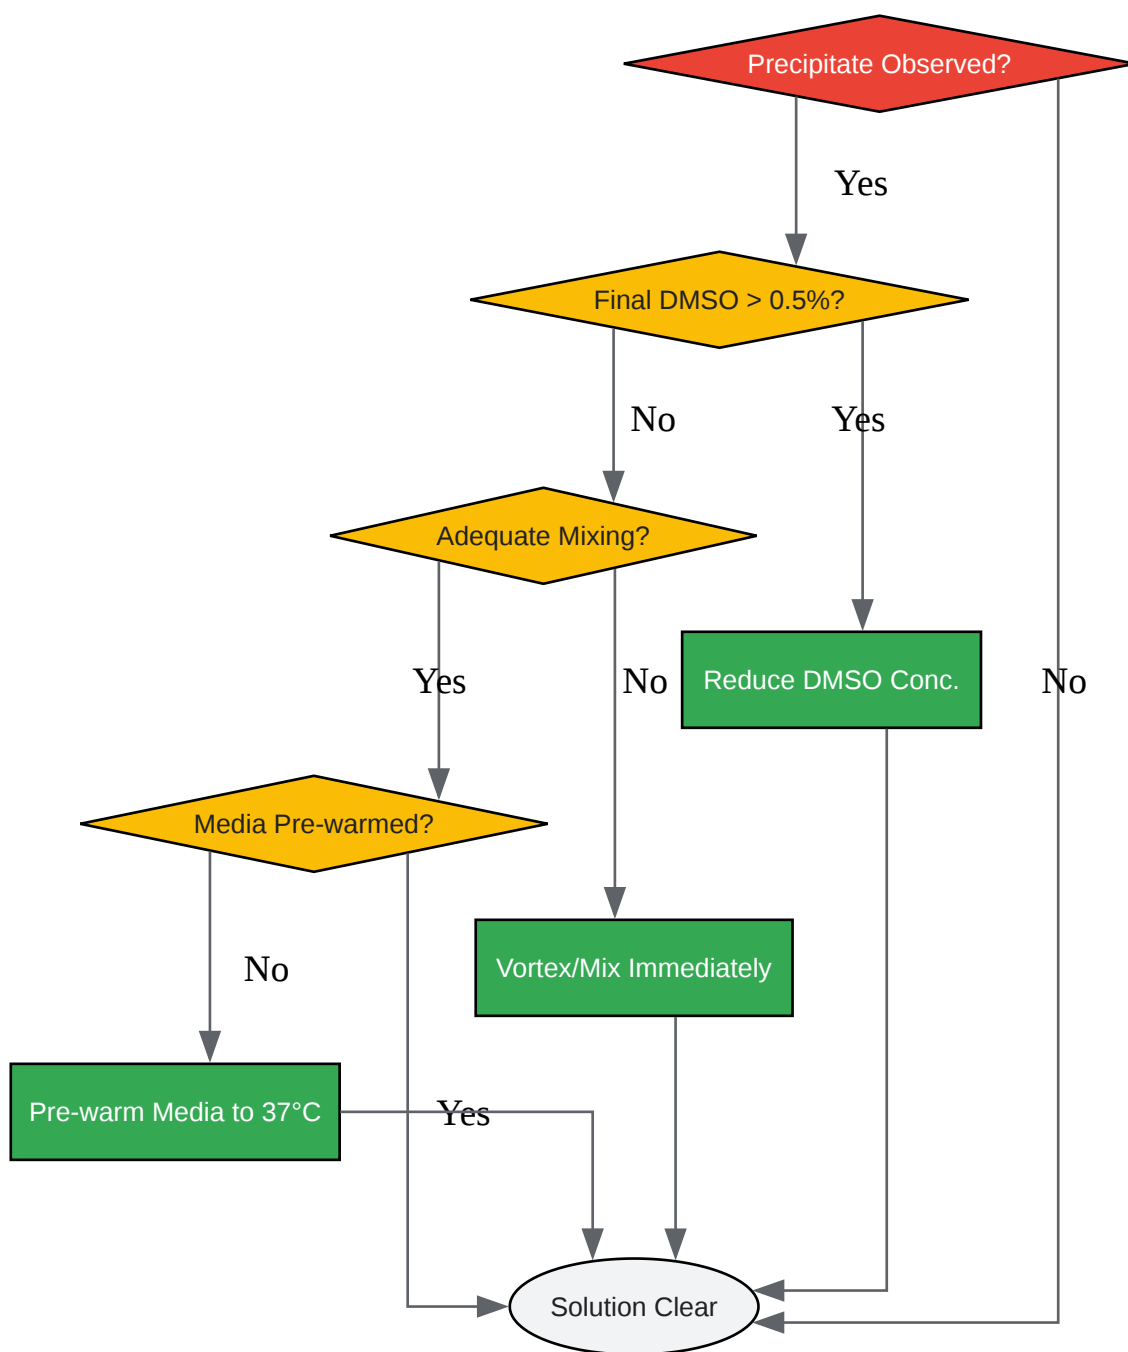 Precipitate Observed?
Yes
Final DMSO > 0.5%?
No
Yes
Adequate Mixing?
Yes
No
Reduce DMSO Conc.
No
Media Pre-warmed?
No
Vortex/Mix Immediately
Pre-warm Media to 37°C
Yes
Solution Clear